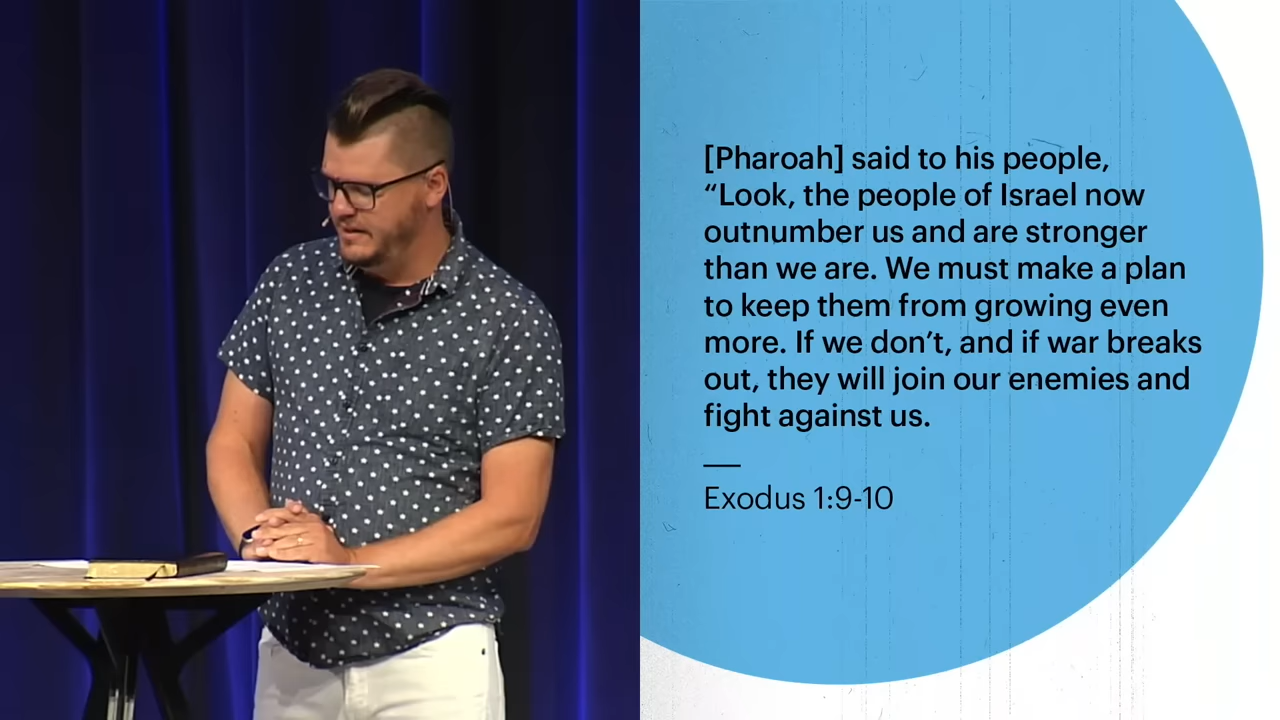 [Pharoah] said to his people,
“Look, the people of Israel now
outnumber us and are stronger
than we are. We must make a plan
to keep them from growing even
more. If we don’t, and if war breaks
out, they will join our enemies and
fight against us.
Exodus 1:9-10